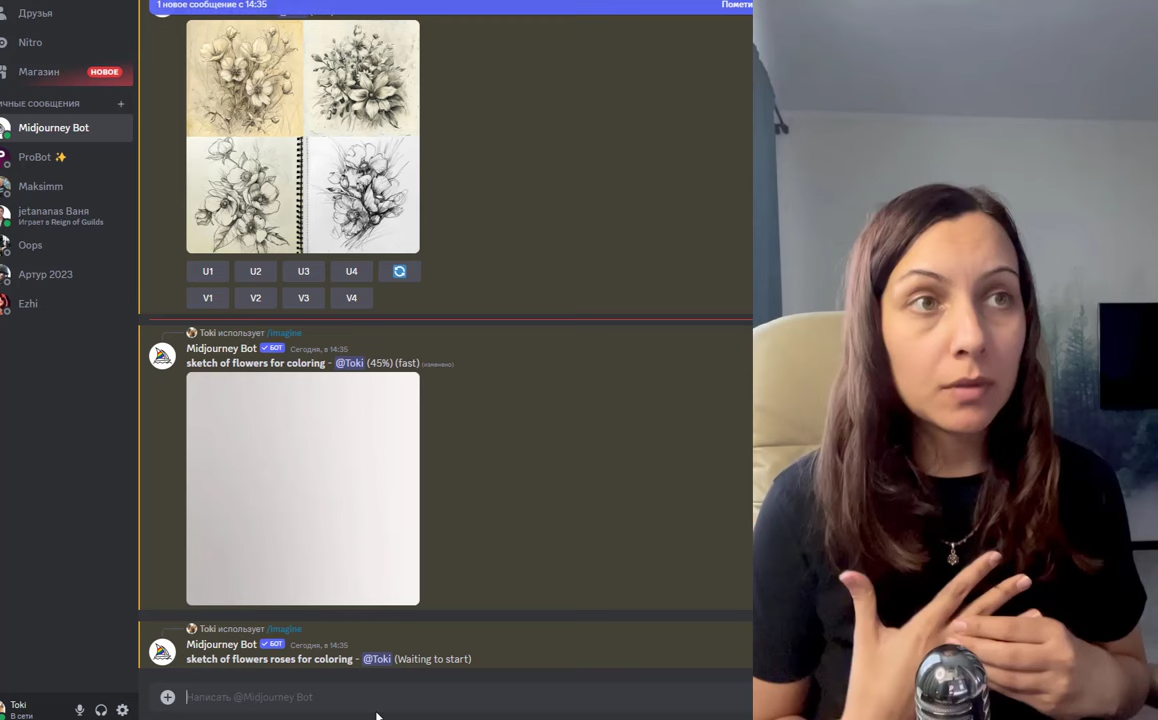 1 новое сообщение с 14:35
Помети
Друзья
Nitro
Магазин НОВОЕ
ИЧНЫЕ СООБЩЕНИЯ +
Midjourney Bot
ProBot ✨
Maksimm
jetananas Ваня
Играет в Reign of Guilds
Oops
Артур 2023
Ezhi
U1 U2 U3 U4
V1 V2 V3 V4
Toki использует /imagine
Midjourney Bot ✓ БОТ Сегодня, в 14:35
sketch of flowers for coloring - @Toki (45%) (fast) (изменено)
Toki использует /imagine
Midjourney Bot ✓ БОТ Сегодня, в 14:35
sketch of flowers roses for coloring - @Toki (Waiting to start)
Написать @Midjourney Bot
Toki
В сети